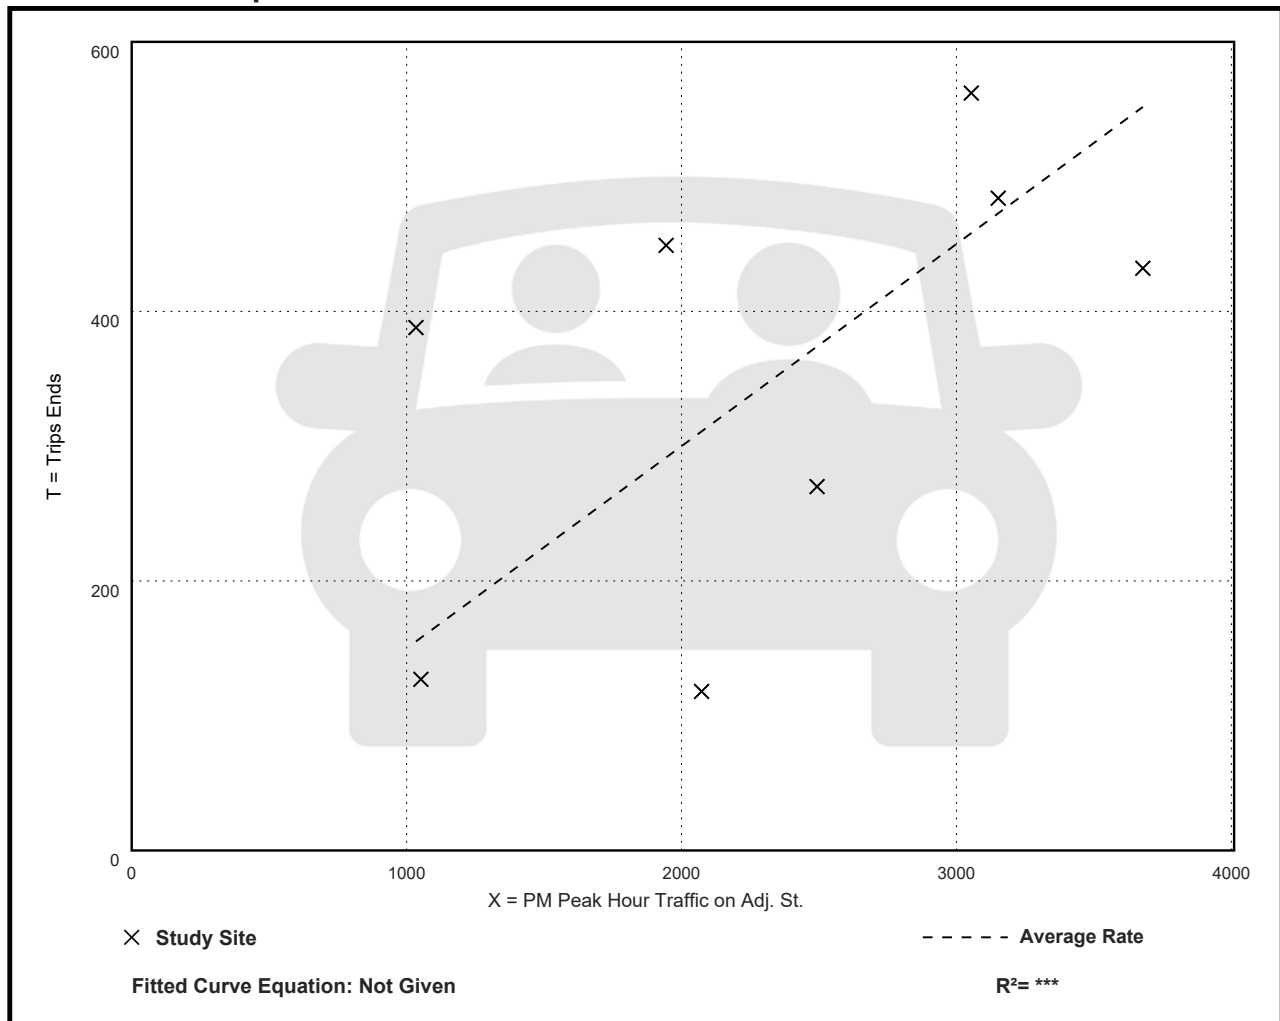 600
400
T = Trips Ends
200
0
0 1000 2000 3000 4000
X = PM Peak Hour Traffic on Adj. St.
Study Site Average Rate
Fitted Curve Equation: Not Given R²= ***